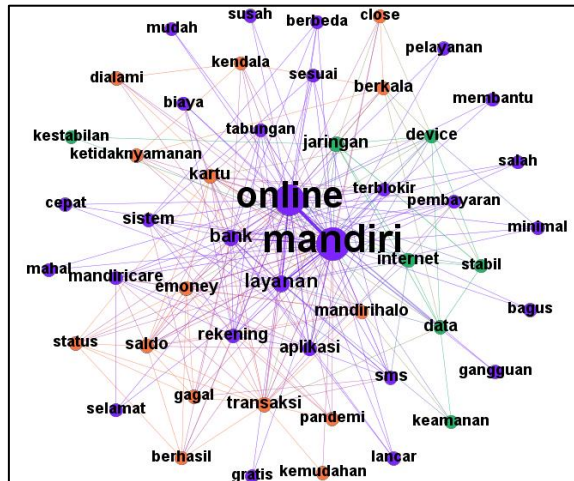 susah
close
mudah
berbeda
kendala
pelayanan
dialami
sesuai
berkala
biaya
membantu
tabungan
kestabilan
jaringan
device
ketidaknyamanan
kartu
salah
online
terblokir
cepat
sistem
pembayaran
bank
mandiri
minimal
internet
mahal
mandiricare
stabil
emoney
layanan
mandirihalo
bagus
status
saldo
rekening
data
aplikasi
gangguan
sms
gagal
transaksi
selamat
pandemi
keamanan
berhasil
lancar
gratis
kemudahan